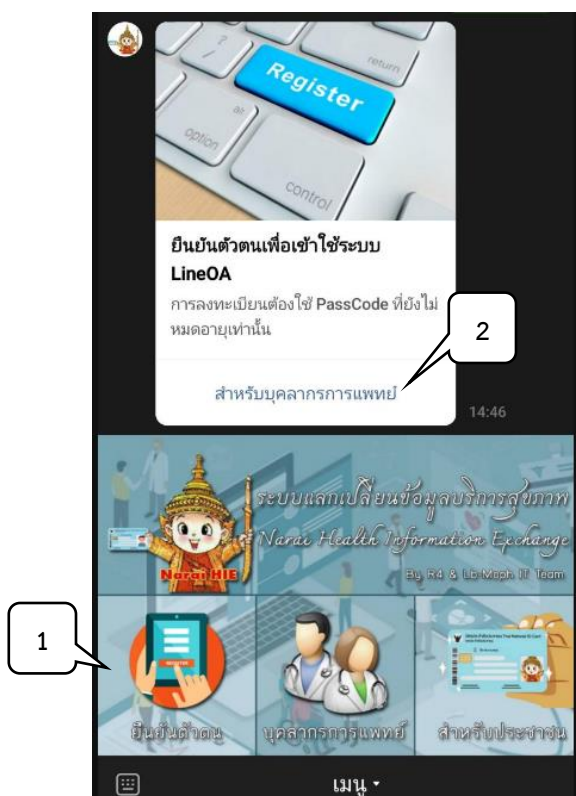 ?
/
return
Register
alt
option
control
ยืนยันตัวตนเพื่อเข้าใช้ระบบ
LineOA
การลงทะเบียนต้องใช้ PassCode ที่ยังไม่
หมดอายุเท่านั้น
2
สำหรับบุคลากรการแพทย์
14:46
ระบบแลกเปลี่ยนข้อมูลบริการสุขภาพ
Narai Health Information Exchange
Narai HIE
By R4 & Lb Moph IT Team
1
REGISTER
ยืนยันตัวตน
บุคลากรการแพทย์
สำหรับประชาชน
เมนู